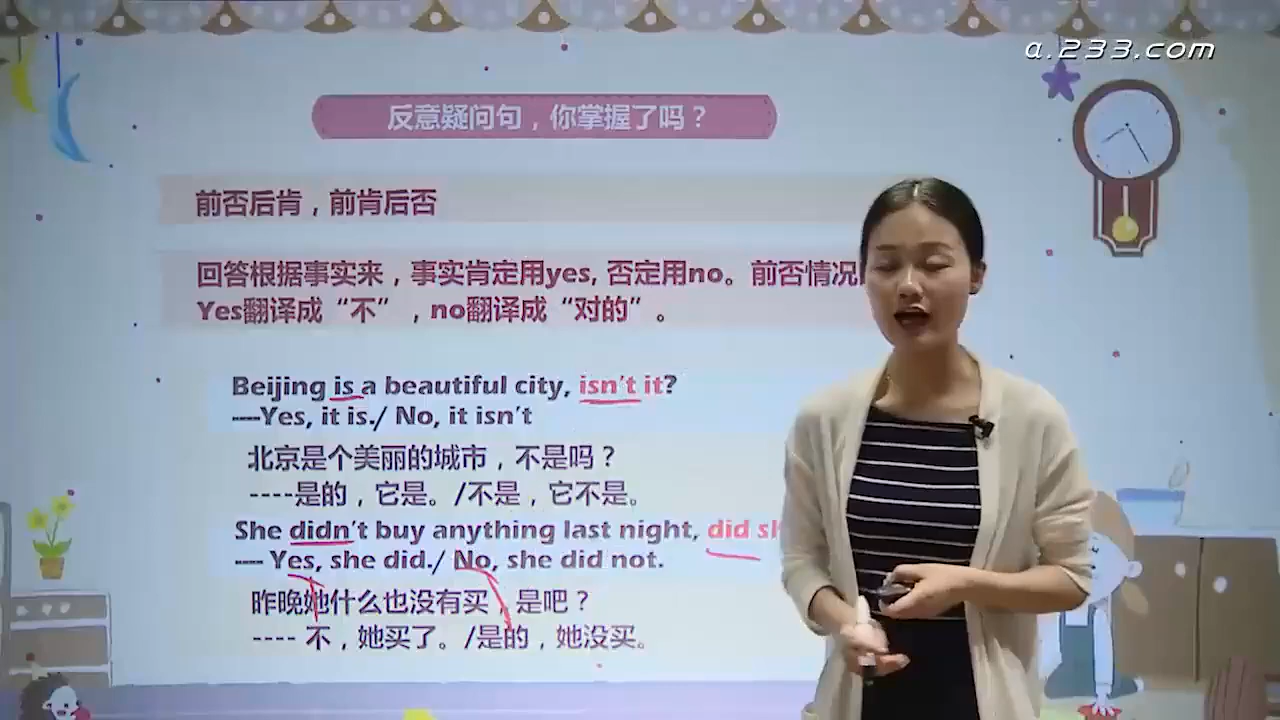 a.233.com
反意疑问句，你掌握了吗？
前否后肯，前肯后否
回答根据事实来，事实肯定用yes, 否定用no。前否情况
Yes翻译成“不”，no翻译成“对的”。
Beijing is a beautiful city, isn't it?
----Yes, it is./ No, it isn't
北京是个美丽的城市，不是吗？
----是的，它是。/不是，它不是。
She didn't buy anything last night, did
---- Yes, she did./ No, she did not.
昨晚她什么也没有买，是吧？
---- 不，她买了。/是的，她没买。